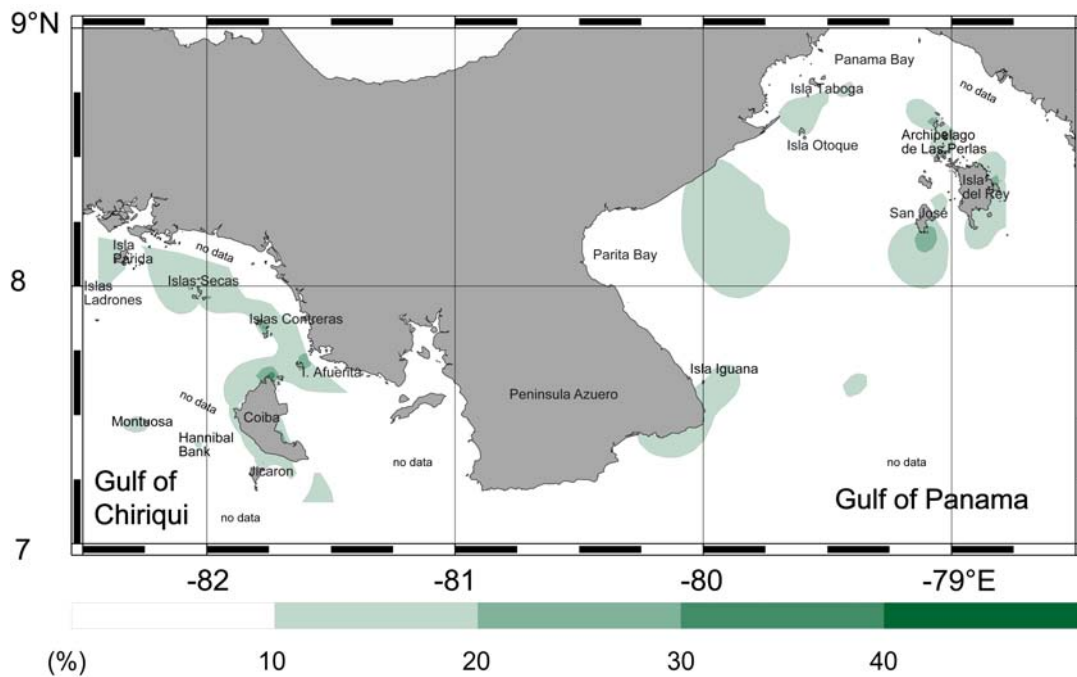 9°N
Panama Bay
Isla Taboga
no data
Isla Otoque
Archipelago
de Las Perlas
Isla
del Rey
San José
no data
Parita Bay
Isla
Parida
8
Islas Secas
Islas
Ladrones
Islas Contreras
I. Afuerita
Isla Iguana
Peninsula Azuero
no data
Montuosa
Coiba
Hannibal
Bank
Jicaron
no data
no data
Gulf of
Chiriqui
no data
Gulf of Panama
7
-82
-81
-80
-79°E
(%)
10
20
30
40